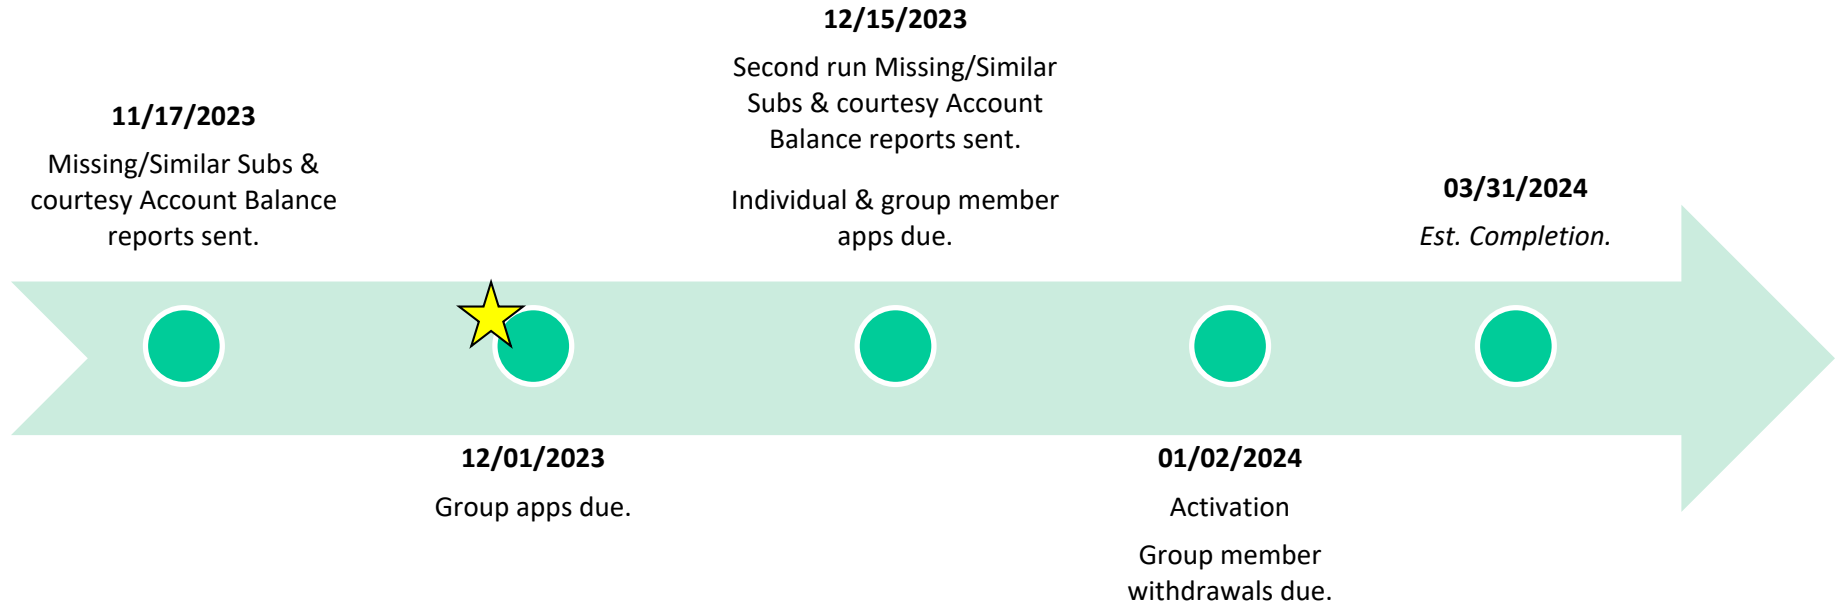 11/17/2023
Missing/Similar Subs &
courtesy Account Balance
reports sent.
12/01/2023
Group apps due.
12/15/2023
Second run Missing/Similar
Subs & courtesy Account
Balance reports sent.
Individual & group member
apps due.
01/02/2024
Activation
Group member
withdrawals due.
03/31/2024
Est. Completion.